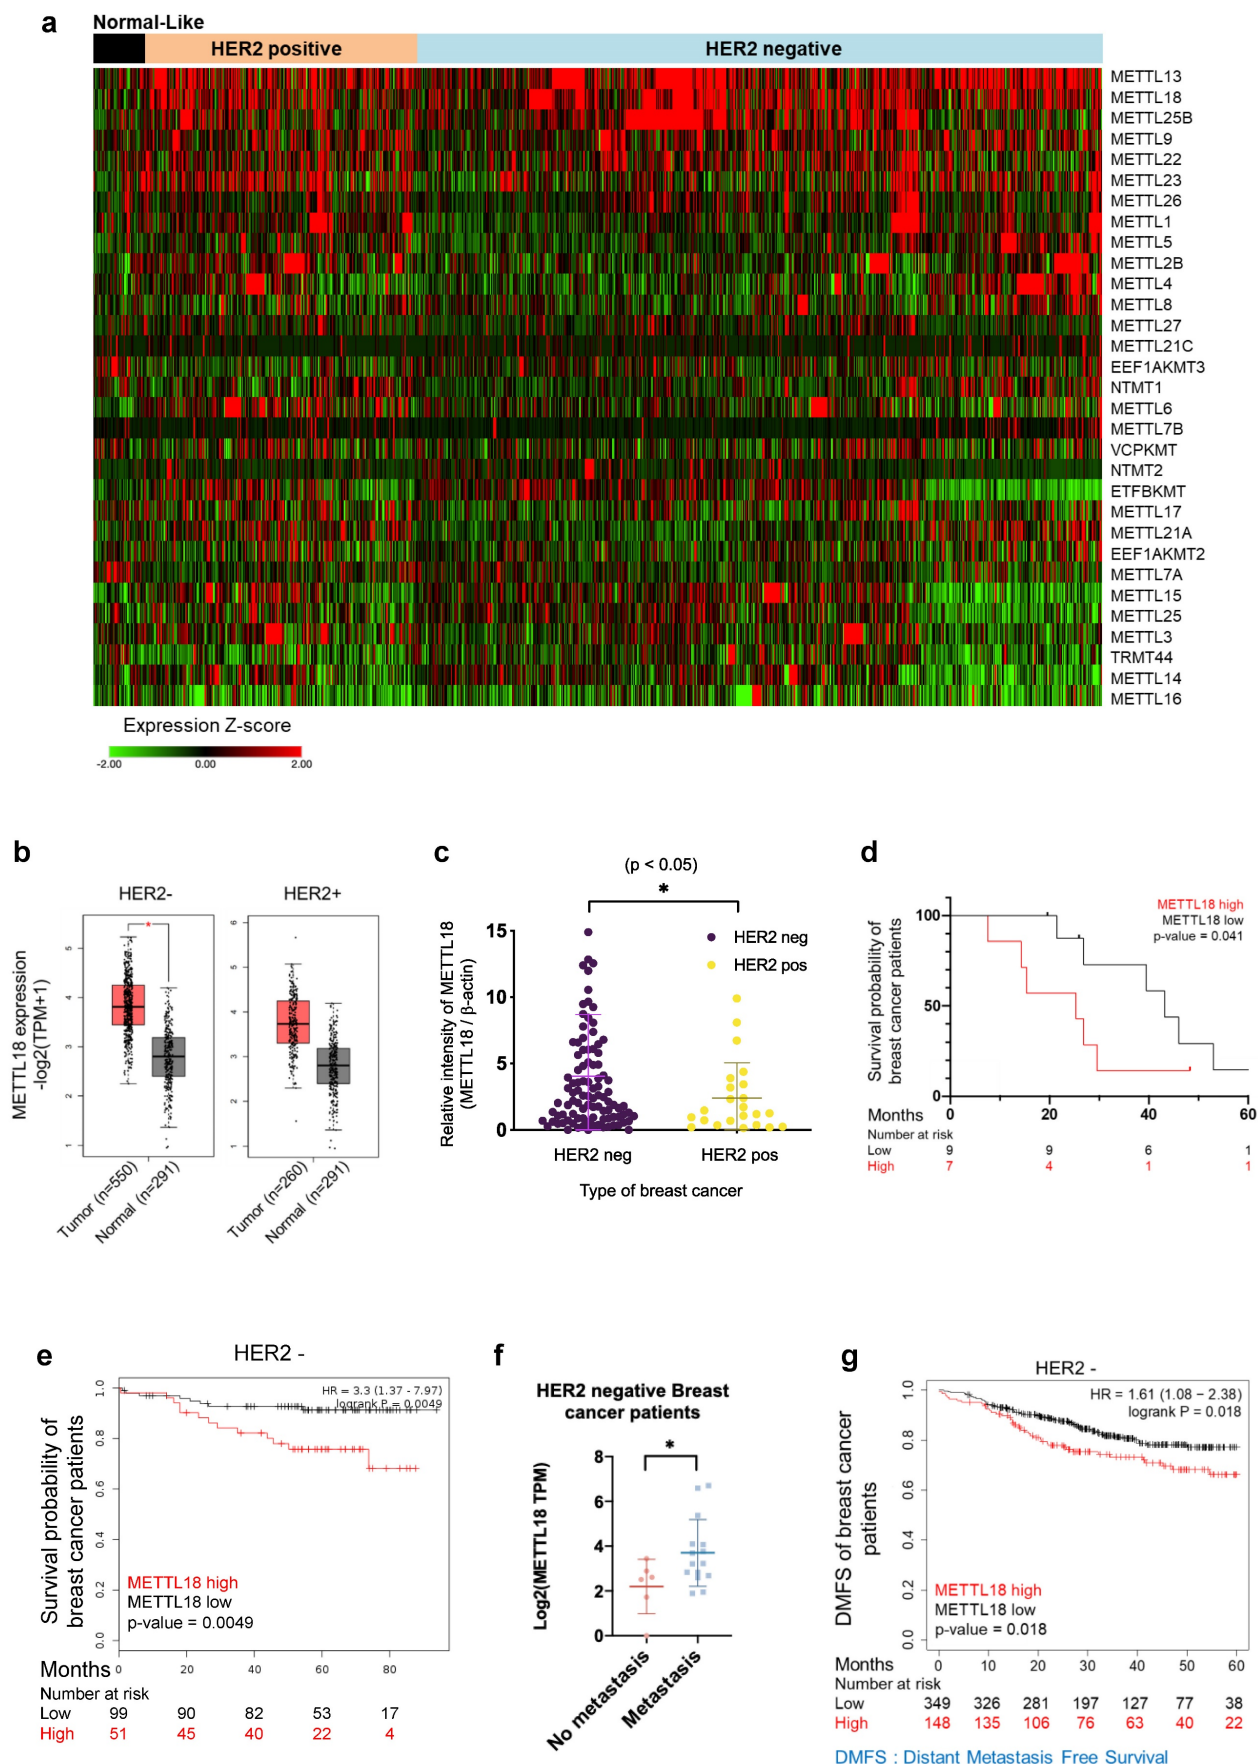 a
Normal-Like
HER2 positive
HER2 negative
METTL13
METTL18
METTL25B
METTL9
METTL22
METTL23
METTL26
METTL1
METTL5
METTL2B
METTL4
METTL8
METTL27
METTL21C
EEF1AKMT3
NTMT1
METTL6
METTL7B
VCPKMT
NTMT2
ETFBKMT
METTL17
METTL21A
EEF1AKMT2
METTL7A
METTL15
METTL25
METTL3
TRMT44
METTL14
METTL16
Expression Z-score
-2.00 0.00 2.00
b
HER2-
HER2+
METTL18 expression
-log2(TPM+1)
5
4
3
2
1
*
6
5
4
3
2
1
Tumor (n=550)
Normal (n=291)
Tumor (n=260)
Normal (n=291)
c
(p < 0.05)
*
Relative intensity of METTL18
(METTL18 / β-actin)
15
10
5
0
HER2 neg
HER2 pos
HER2 neg HER2 pos
Type of breast cancer
d
Survival probability of
breast cancer patients
100
50
0
METTL18 high
METTL18 low
p-value = 0.041
Months 0 20 40 60
Number at risk
Low 9 9 6 1
High 7 4 1 1
e
HER2 -
Survival probability of
breast cancer patients
1.0
0.8
0.6
0.4
0.2
0.0
HR = 3.3 (1.37 - 7.97)
logrank P = 0.0049
METTL18 high
METTL18 low
p-value = 0.0049
Months 0 20 40 60 80
Number at risk
Low 99 90 82 53 17
High 51 45 40 22 4
f
HER2 negative Breast
cancer patients
Log2(METTL18 TPM)
*
8
6
4
2
0
No metastasis
Metastasis
g
HER2 -
DMFS of breast cancer
patients
1.0
0.8
0.6
0.4
0.2
0.0
HR = 1.61 (1.08 − 2.38)
logrank P = 0.018
METTL18 high
METTL18 low
p-value = 0.018
Months 0 10 20 30 40 50 60
Number at risk
Low 349 326 281 197 127 77 38
High 148 135 106 76 63 40 22
DMFS : Distant Metastasis Free Survival